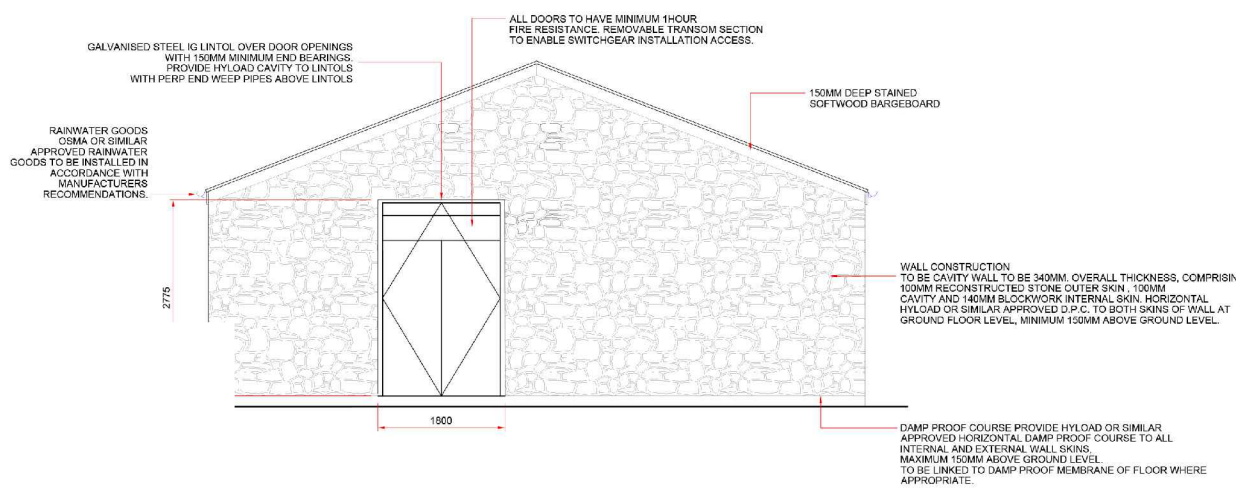 ALL DOORS TO HAVE MINIMUM 1HOUR
FIRE RESISTANCE. REMOVABLE TRANSOM SECTION
TO ENABLE SWITCHGEAR INSTALLATION ACCESS.
GALVANISED STEEL IG LINTOL OVER DOOR OPENINGS
WITH 150MM MINIMUM END BEARINGS.
PROVIDE HYLOAD CAVITY TO LINTOLS
WITH PERP END WEEP PIPES ABOVE LINTOLS
150MM DEEP STAINED
SOFTWOOD BARGEBOARD
RAINWATER GOODS
OSMA OR SIMILAR
APPROVED RAINWATER
GOODS TO BE INSTALLED IN
ACCORDANCE WITH
MANUFACTURERS
RECOMMENDATIONS.
2775
WALL CONSTRUCTION
TO BE CAVITY WALL TO BE 340MM. OVERALL THICKNESS, COMPRISIN
100MM RECONSTRUCTED STONE OUTER SKIN , 100MM
CAVITY AND 140MM BLOCKWORK INTERNAL SKIN. HORIZONTAL
HYLOAD OR SIMILAR APPROVED D.P.C. TO BOTH SKINS OF WALL AT
GROUND FLOOR LEVEL, MINIMUM 150MM ABOVE GROUND LEVEL.
1800
DAMP PROOF COURSE PROVIDE HYLOAD OR SIMILAR
APPROVED HORIZONTAL DAMP PROOF COURSE TO ALL
INTERNAL AND EXTERNAL WALL SKINS,
MAXIMUM 150MM ABOVE GROUND LEVEL.
TO BE LINKED TO DAMP PROOF MEMBRANE OF FLOOR WHERE
APPROPRIATE.